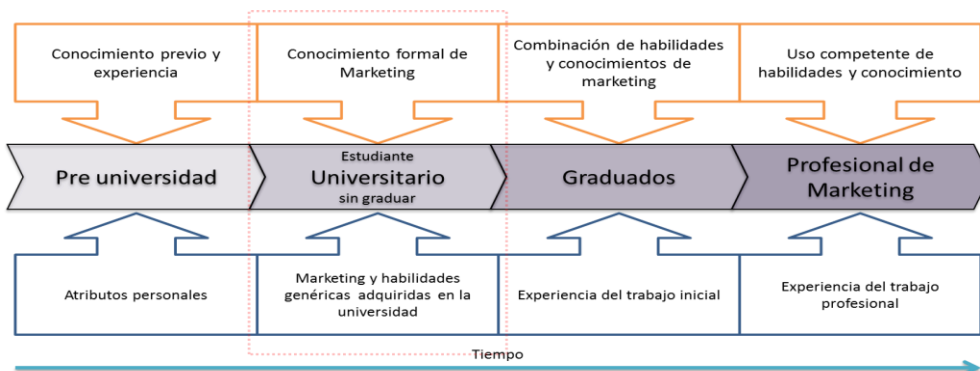 Conocimiento previo y
experiencia
Conocimiento formal de
Marketing
Combinación de habilidades
y conocimientos de
marketing
Uso competente de
habilidades y conocimiento
Pre universidad
Estudiante
Universitario
sin graduar
Graduados
Profesional de
Marketing
Atributos personales
Marketing y habilidades
genéricas adquiridas en la
universidad
Experiencia del trabajo inicial
Experiencia del trabajo
profesional
Tiempo